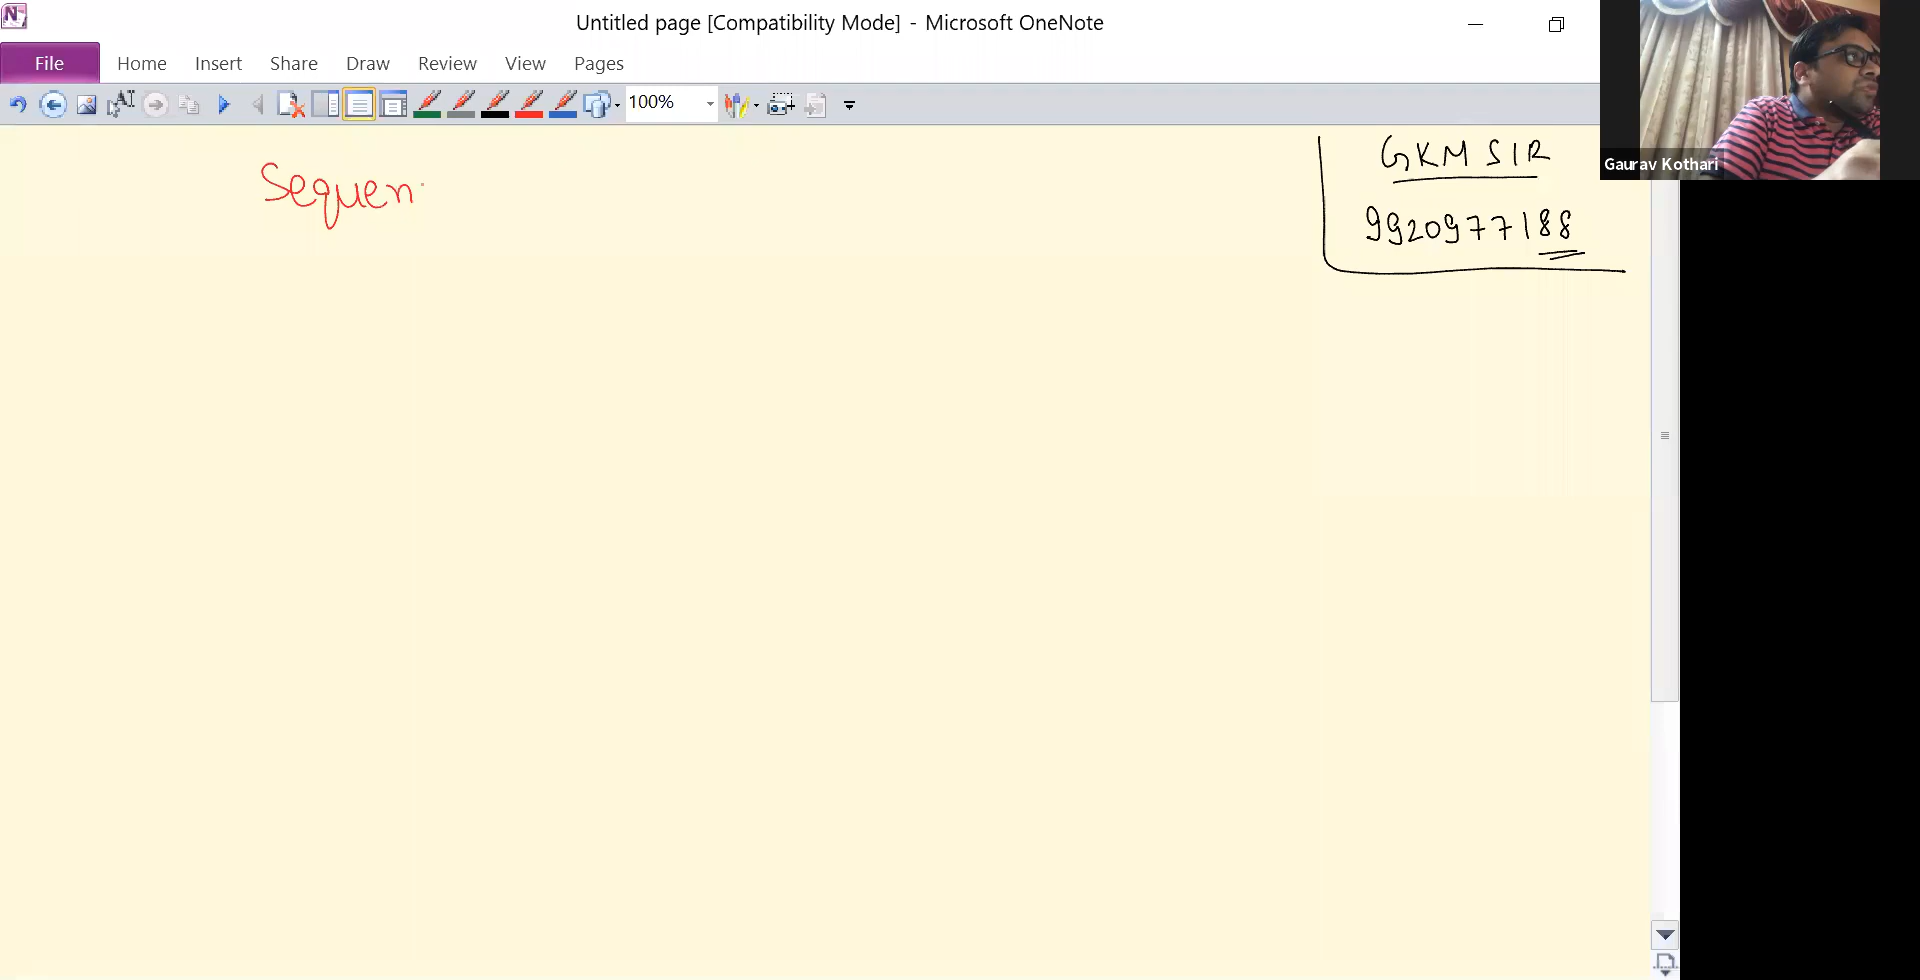 Untitled page [Compatibility Mode] - Microsoft OneNote
File Home Insert Share Draw Review View Pages
100%
Gaurav Kothari
GKM SIR
9920977188
Sequen